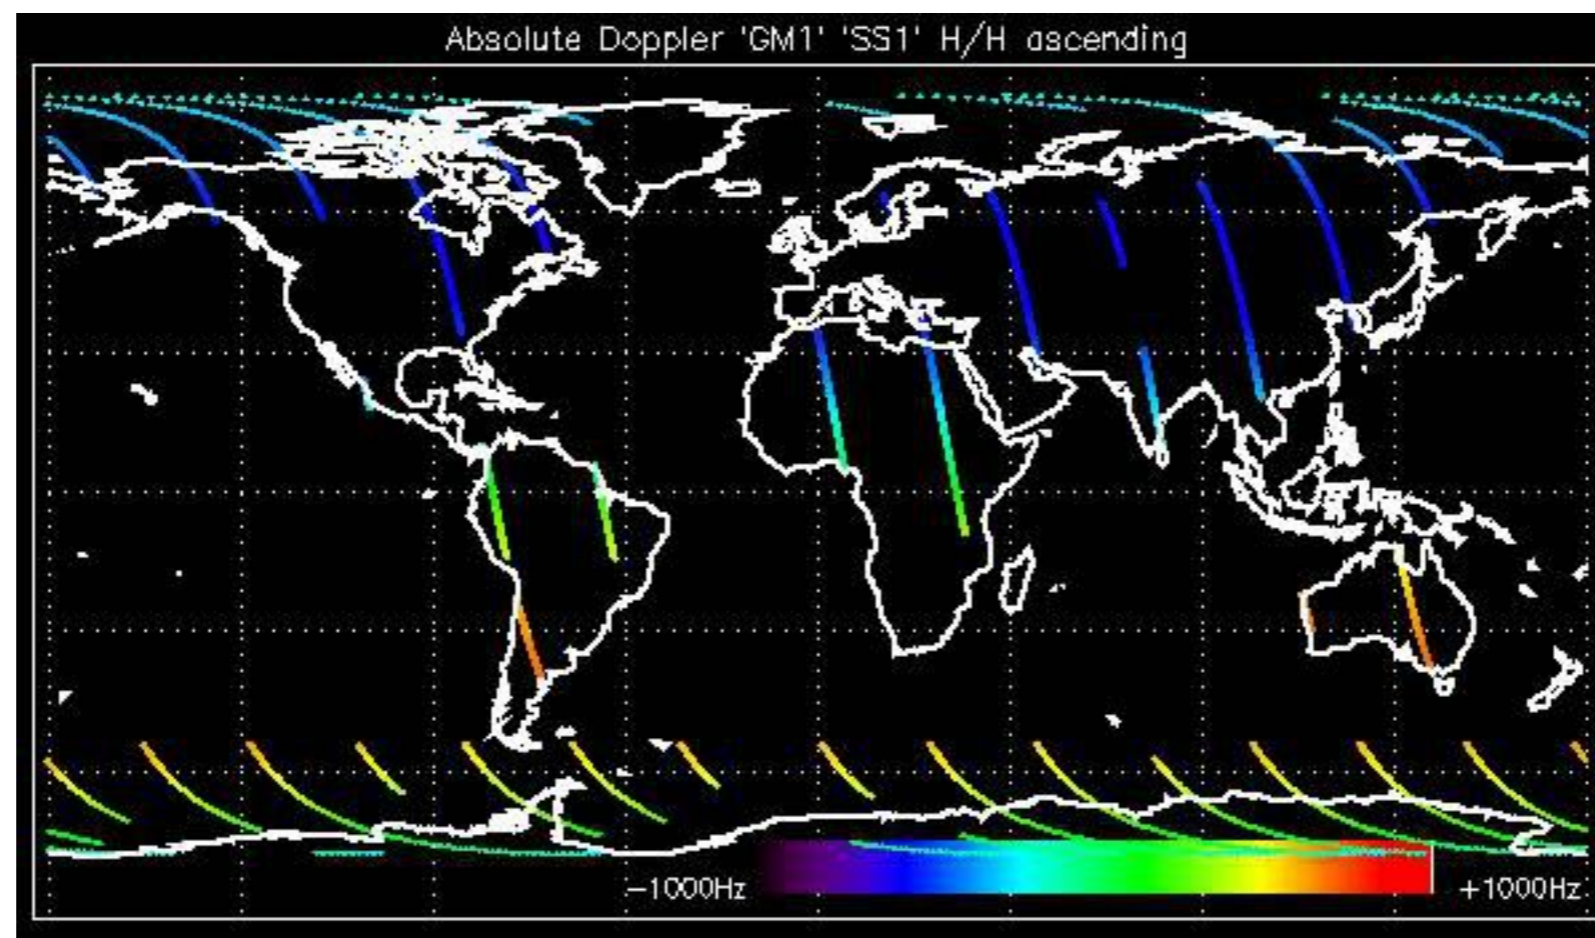 Absolute Doppler 'GM1' 'SS1' H/H ascending
−1000Hz
+1000Hz